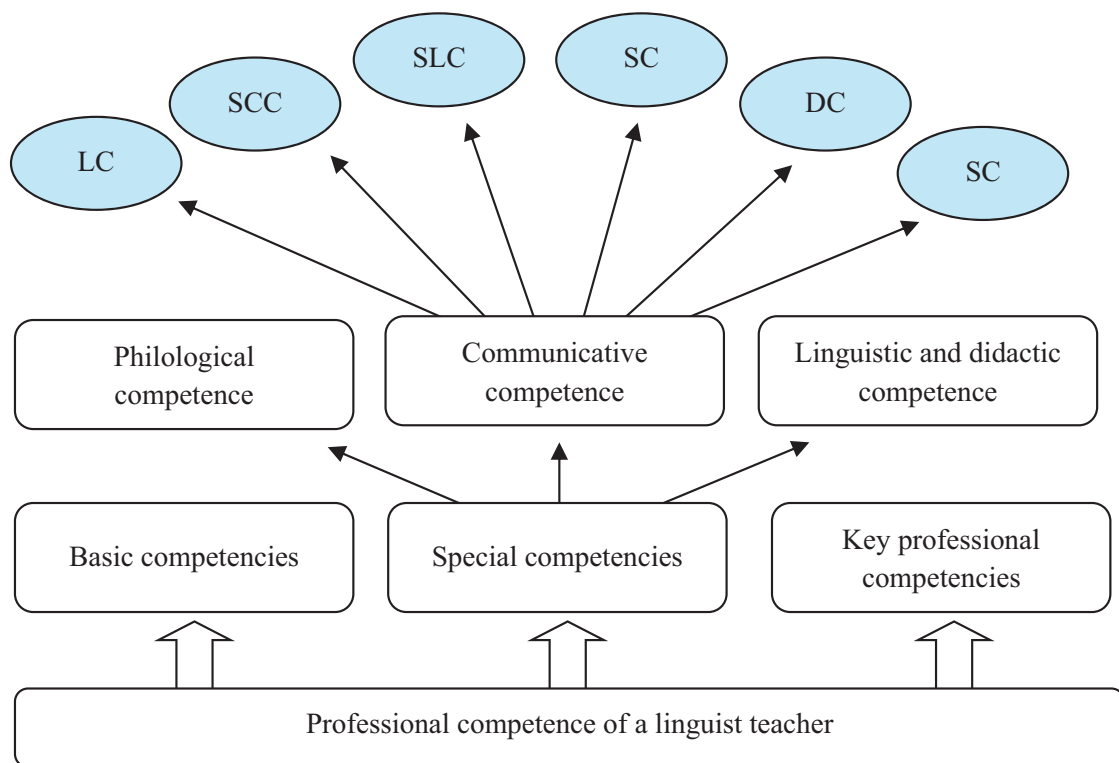 SLC
SC
SCC
DC
LC
SC
Philological
competence
Communicative
competence
Linguistic and didactic
competence
Basic competencies
Special competencies
Key professional
competencies
Professional competence of a linguist teacher